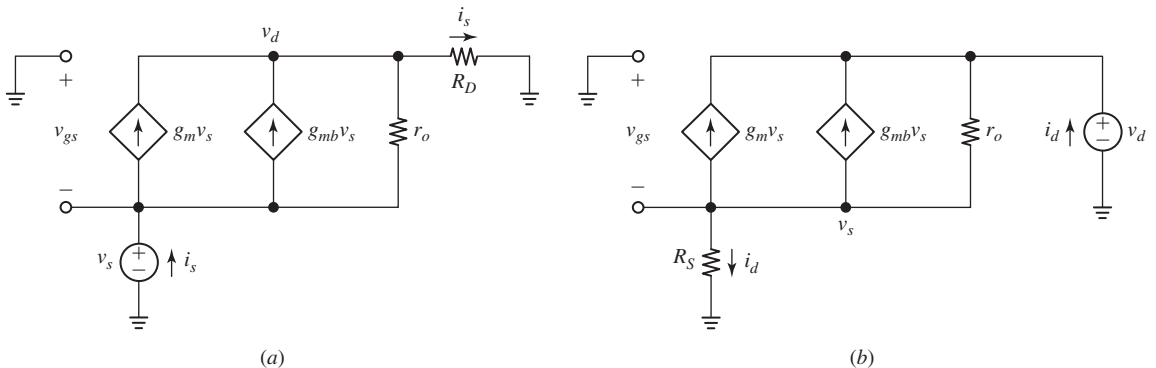 i_s
v_d
+
R_D
v_gs
g_m v_s
g_mb v_s
r_o
−
v_s
+
−
i_s
(a)
+
v_gs
g_m v_s
g_mb v_s
r_o
i_d
+
−
v_d
−
v_s
R_S
i_d
(b)